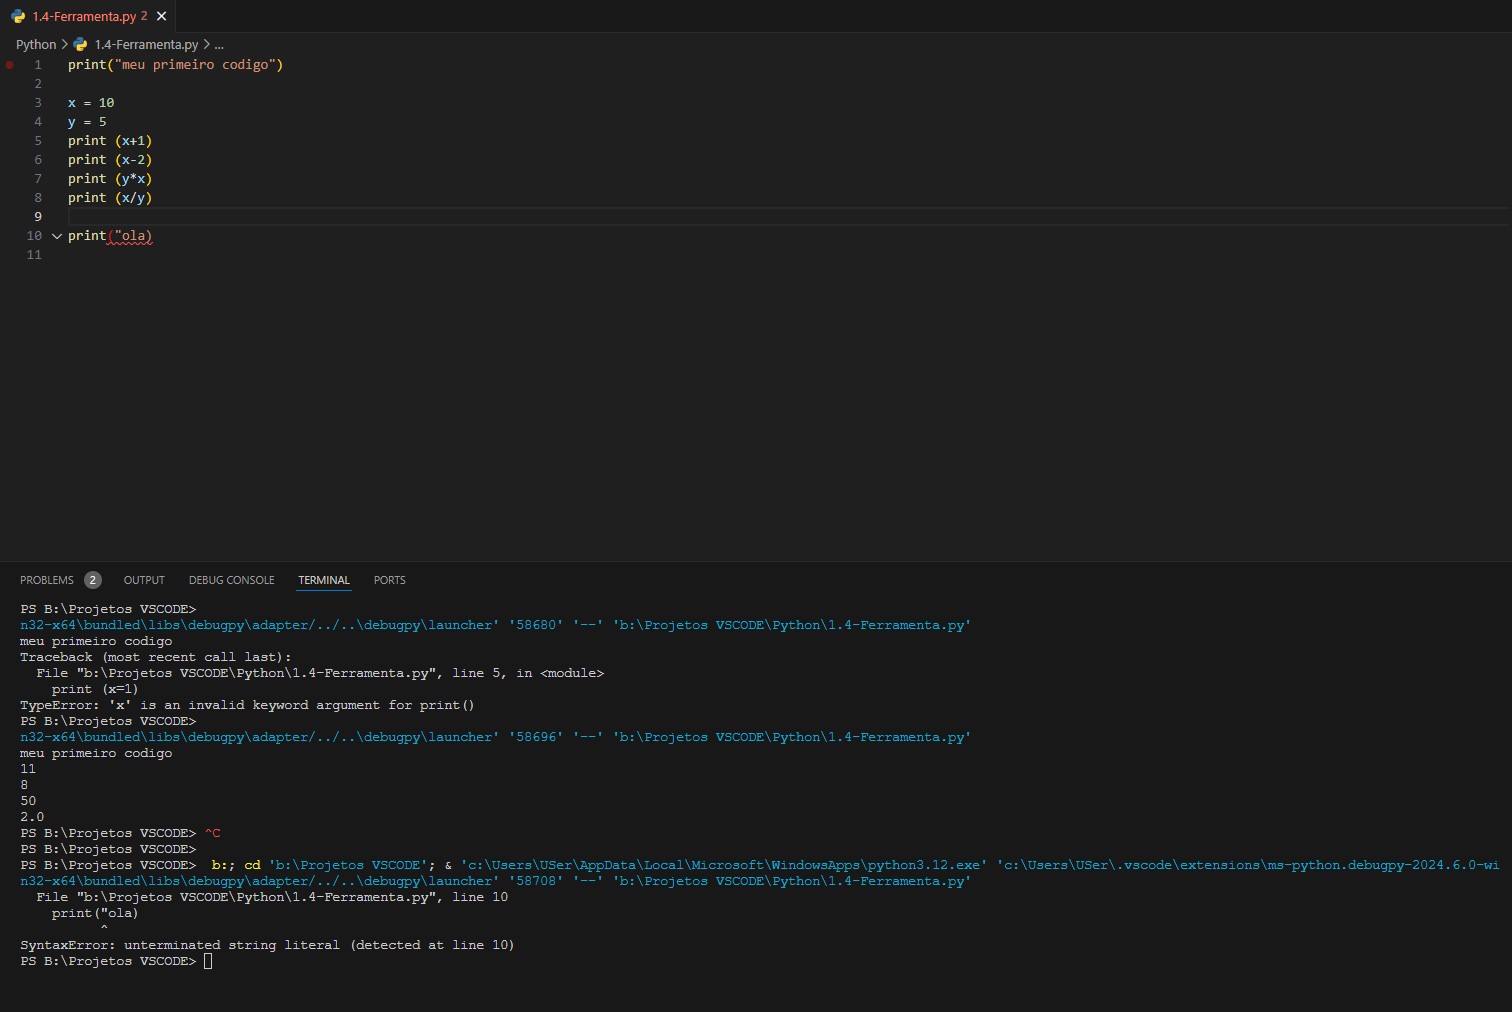 1.4-Ferramenta.py 2 ×
Python > 1.4-Ferramenta.py > ...
1 print("meu primeiro codigo")
2
3 x = 10
4 y = 5
5 print (x+1)
6 print (x-2)
7 print (y*x)
8 print (x/y)
9
10 print("ola)
11
PROBLEMS 2 OUTPUT DEBUG CONSOLE TERMINAL PORTS
PS B:\Projetos VSCODE>
n32-x64\bundled\libs\debugpy\adapter/../..\debugpy\launcher' '58680' '--' 'b:\Projetos VSCODE\Python\1.4-Ferramenta.py'
meu primeiro codigo
Traceback (most recent call last):
  File "b:\Projetos VSCODE\Python\1.4-Ferramenta.py", line 5, in <module>
    print (x=1)
TypeError: 'x' is an invalid keyword argument for print()
PS B:\Projetos VSCODE>
n32-x64\bundled\libs\debugpy\adapter/../..\debugpy\launcher' '58696' '--' 'b:\Projetos VSCODE\Python\1.4-Ferramenta.py'
meu primeiro codigo
11
8
50
2.0
PS B:\Projetos VSCODE> ^C
PS B:\Projetos VSCODE>
PS B:\Projetos VSCODE>  b:; cd 'b:\Projetos VSCODE'; & 'c:\Users\USer\AppData\Local\Microsoft\WindowsApps\python3.12.exe' 'c:\Users\USer\.vscode\extensions\ms-python.debugpy-2024.6.0-wi
n32-x64\bundled\libs\debugpy\adapter/../..\debugpy\launcher' '58708' '--' 'b:\Projetos VSCODE\Python\1.4-Ferramenta.py'
  File "b:\Projetos VSCODE\Python\1.4-Ferramenta.py", line 10
    print("ola)
          ^
SyntaxError: unterminated string literal (detected at line 10)
PS B:\Projetos VSCODE>